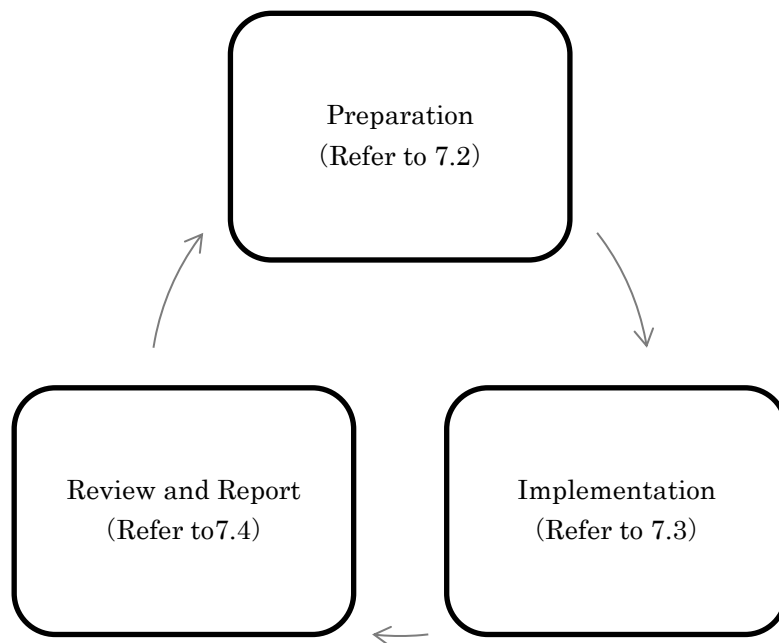 Preparation
（Refer to 7.2）
Review and Report
（Refer to7.4）
Implementation
（Refer to 7.3）